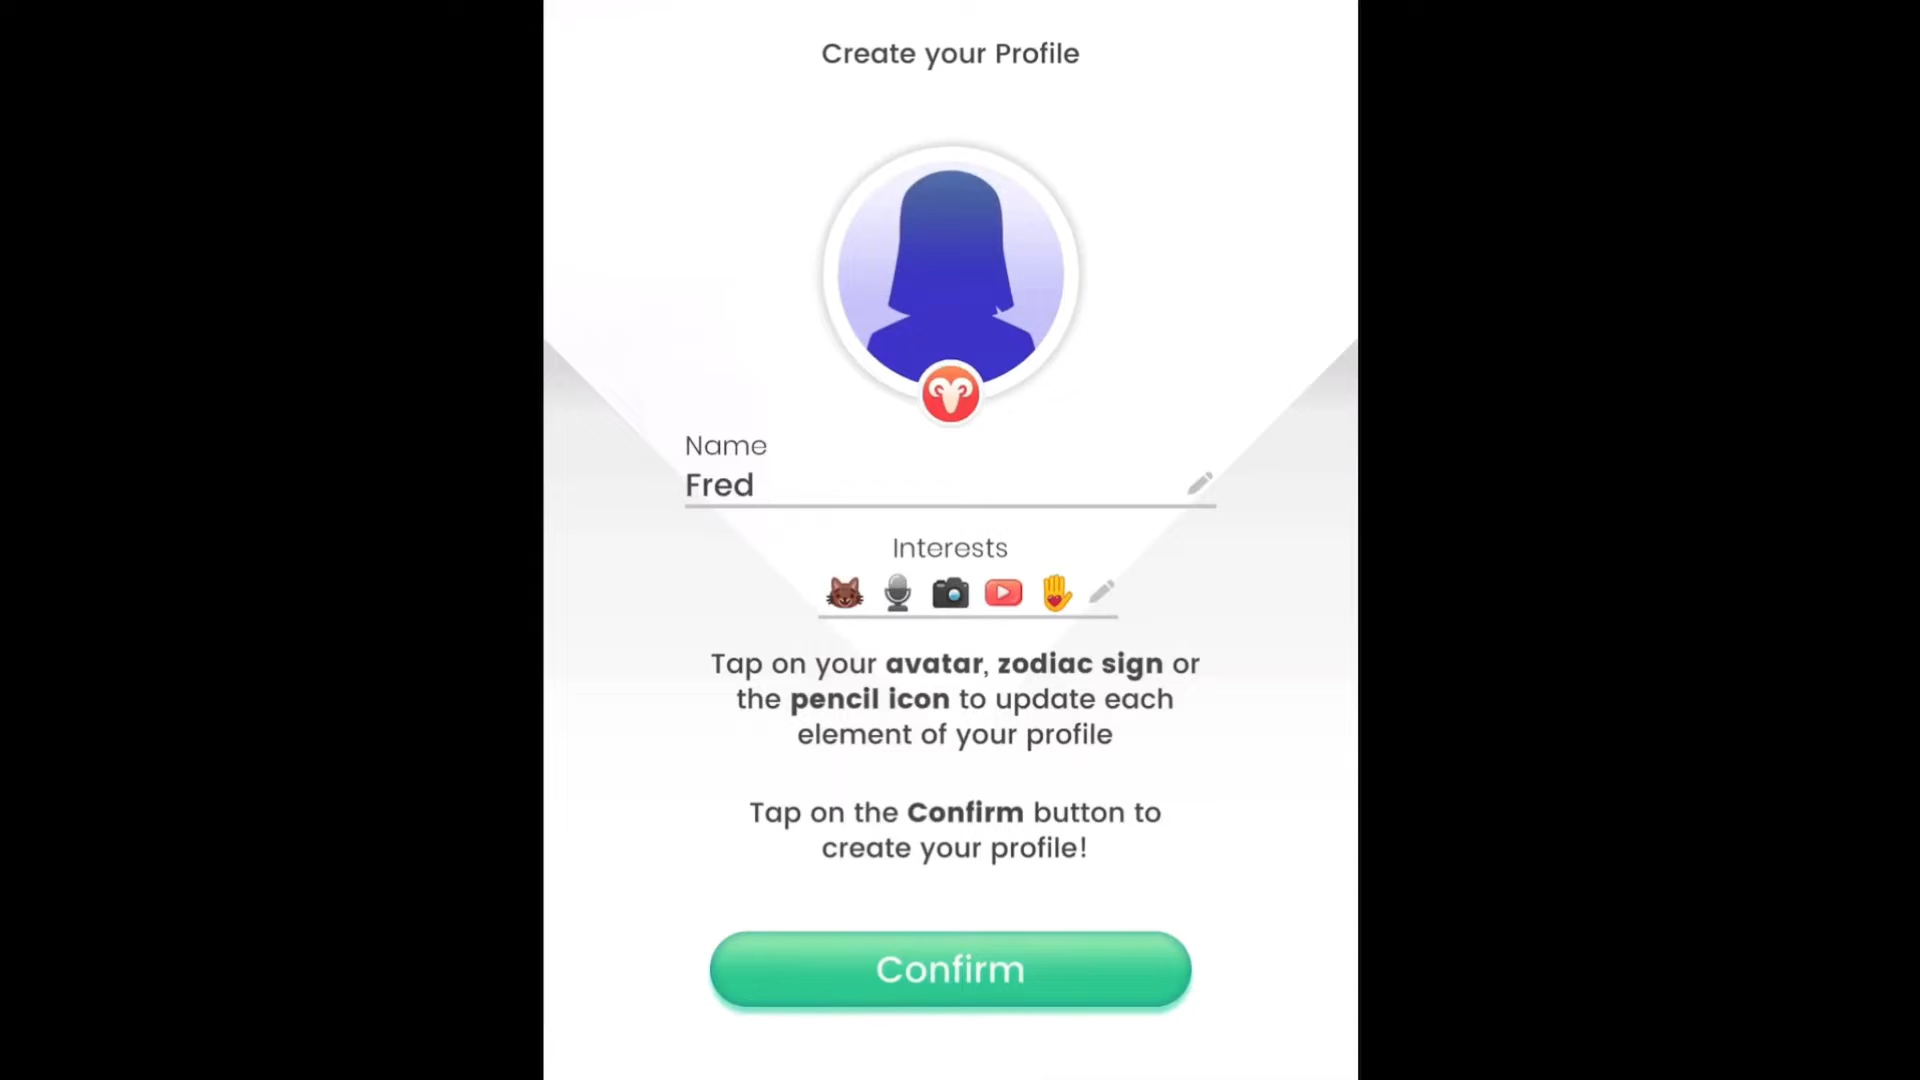 Create your Profile
Name
Fred
Interests
Tap on your avatar, zodiac sign or
the pencil icon to update each
element of your profile
Tap on the Confirm button to
create your profile!
Confirm